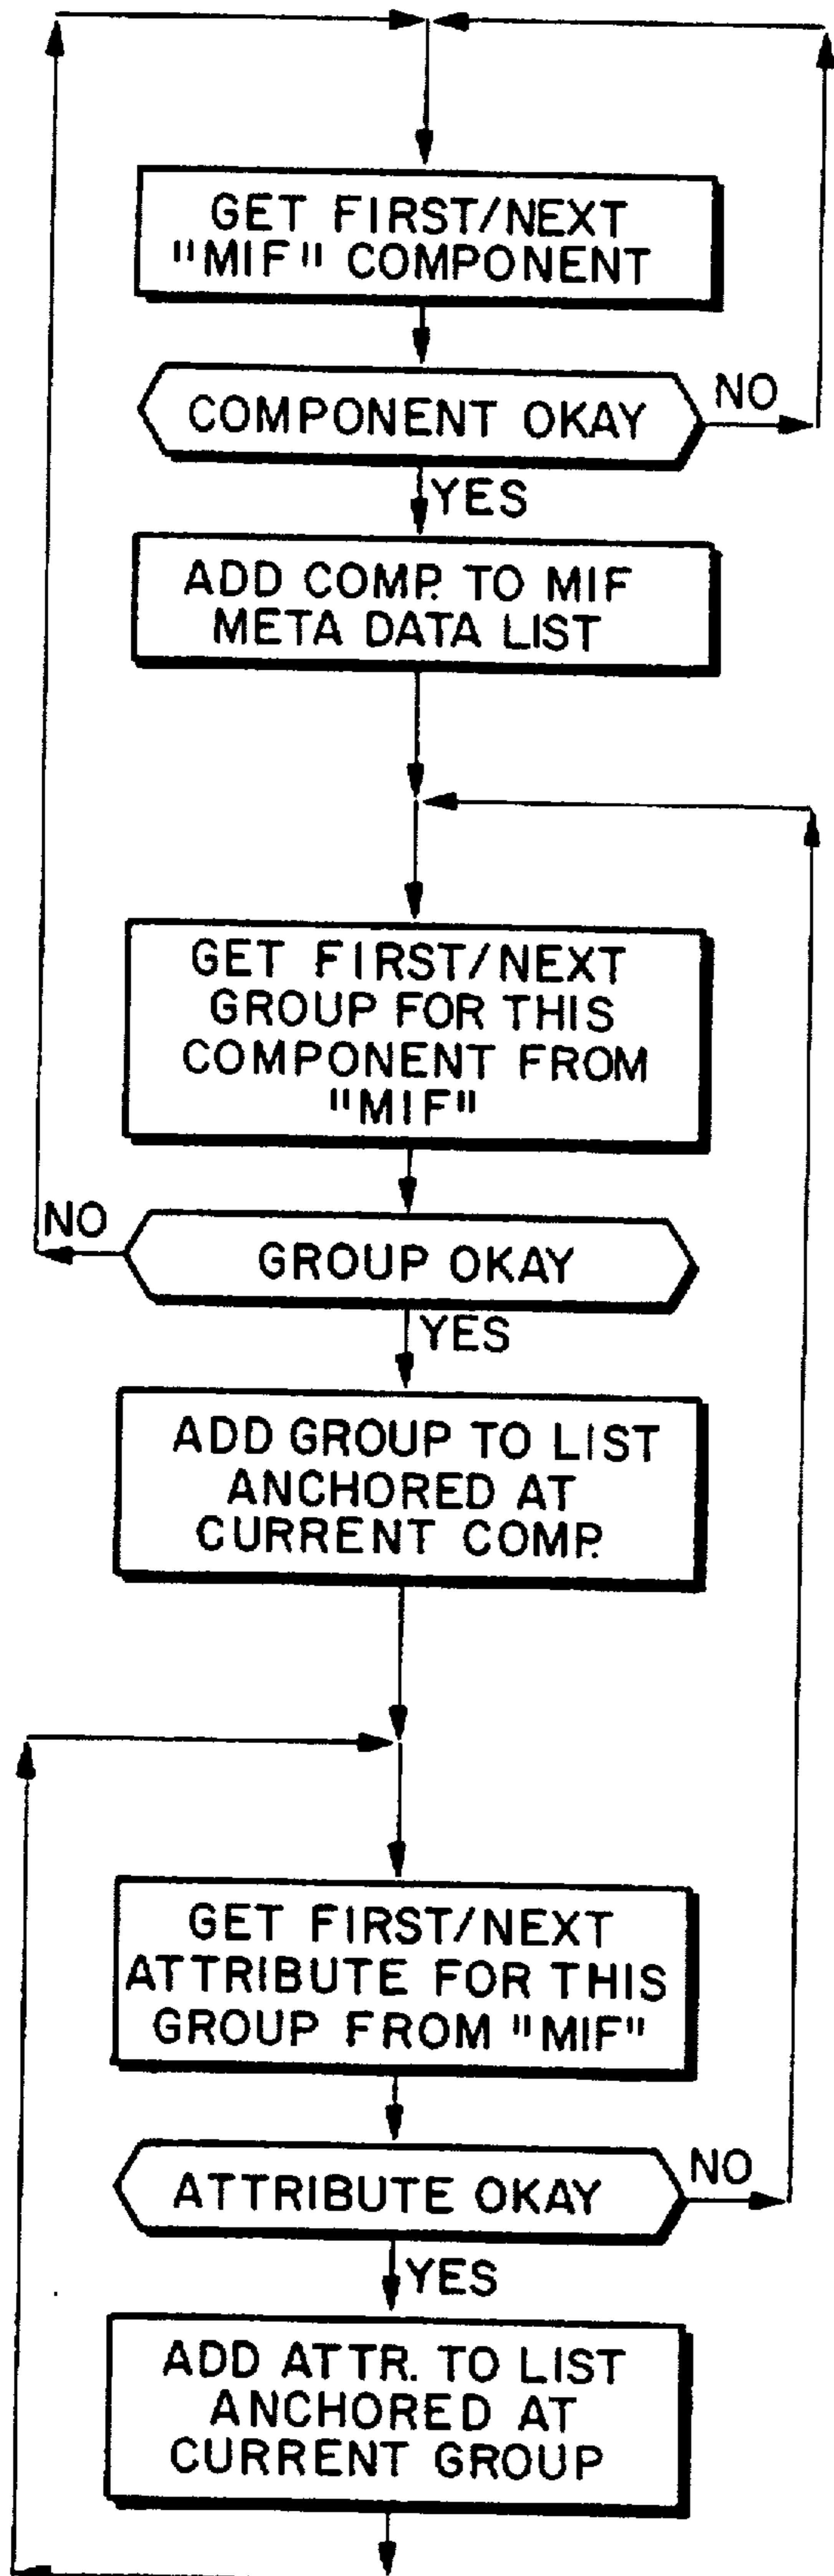 GET FIRST/NEXT
"MIF" COMPONENT
COMPONENT OKAY
NO
YES
ADD COMP. TO MIF
META DATA LIST
GET FIRST/NEXT
GROUP FOR THIS
COMPONENT FROM
"MIF"
NO
GROUP OKAY
YES
ADD GROUP TO LIST
ANCHORED AT
CURRENT COMP.
GET FIRST/NEXT
ATTRIBUTE FOR THIS
GROUP FROM "MIF"
ATTRIBUTE OKAY
NO
YES
ADD ATTR. TO LIST
ANCHORED AT
CURRENT GROUP